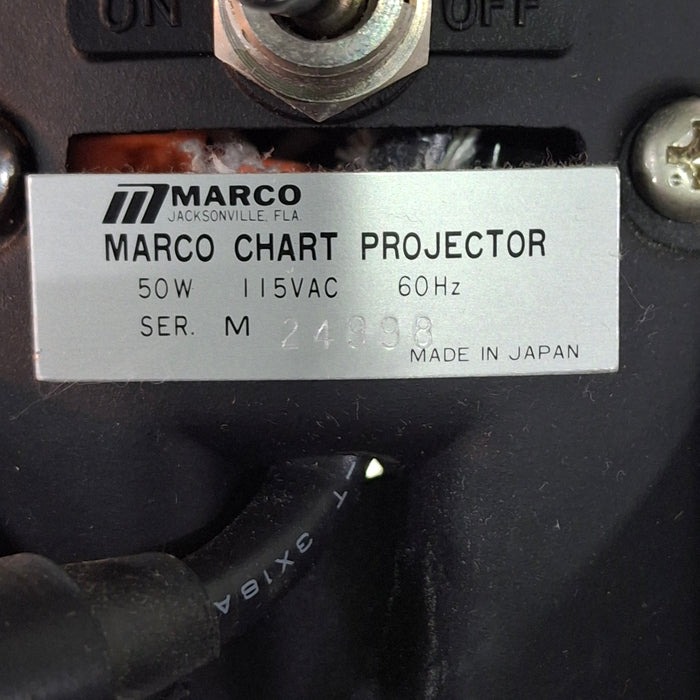 ON OFF
MARCO
JACKSONVILLE, FLA.
MARCO CHART PROJECTOR
50W 115VAC 60Hz
SER. M 24998
MADE IN JAPAN
T 3X18A